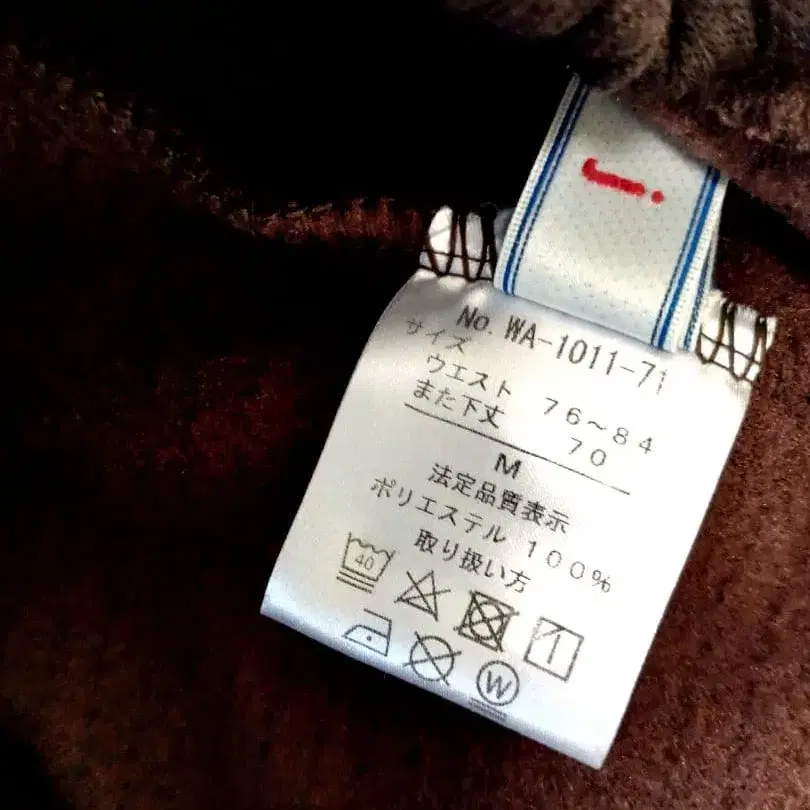 No. WA-1011-71
サイズ
ウエスト 76～84
また下丈 70
M
法定品質表示
ポリエステル 100%
取り扱い方
40
W